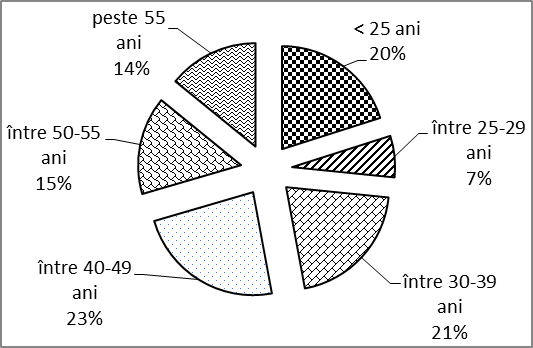 peste 55
ani
14%
< 25 ani
20%
între 25-29
ani
7%
între 30-39
ani
21%
între 40-49
ani
23%
între 50-55
ani
15%